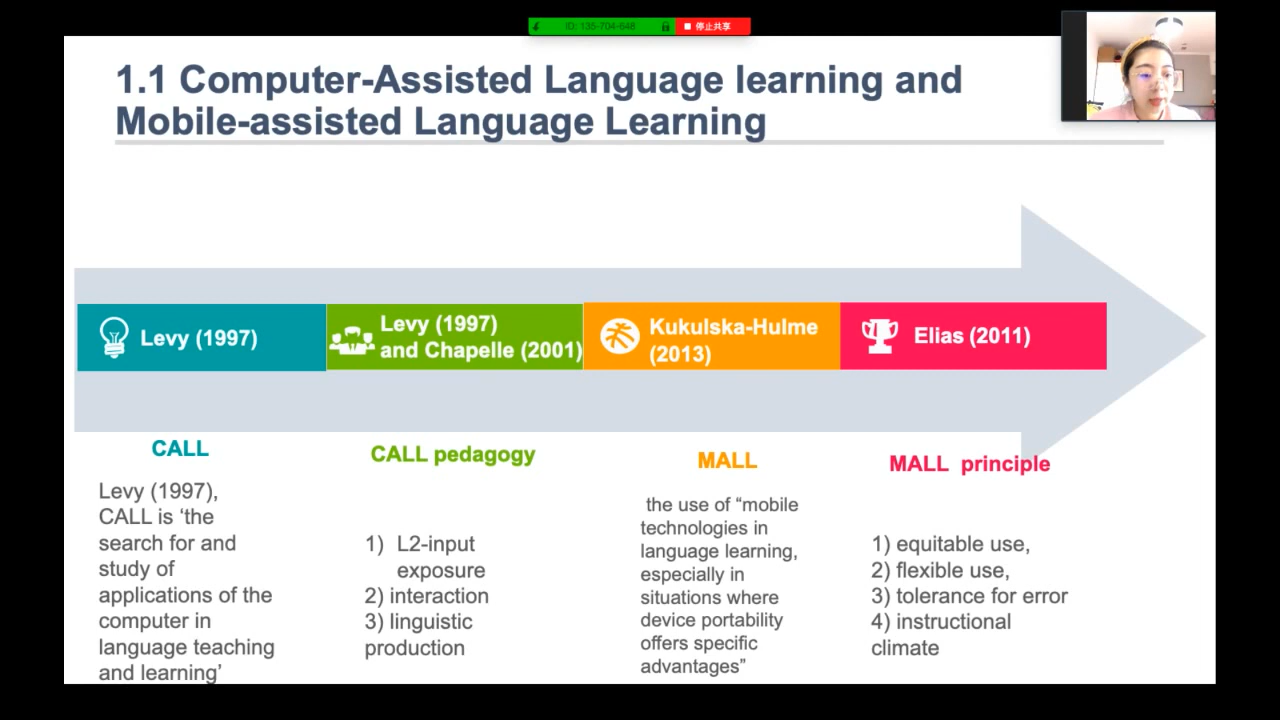 ID: 135-704-648
停止共享
1.1 Computer-Assisted Language learning and
Mobile-assisted Language Learning
Levy (1997)
Levy (1997)
and Chapelle (2001)
Kukulska-Hulme
(2013)
Elias (2011)
CALL
Levy (1997),
CALL is ‘the
search for and
study of
applications of the
computer in
language teaching
and learning’
CALL pedagogy
1) L2-input
exposure
2) interaction
3) linguistic
production
MALL
the use of “mobile
technologies in
language learning,
especially in
situations where
device portability
offers specific
advantages”
MALL principle
1) equitable use,
2) flexible use,
3) tolerance for error
4) instructional
climate